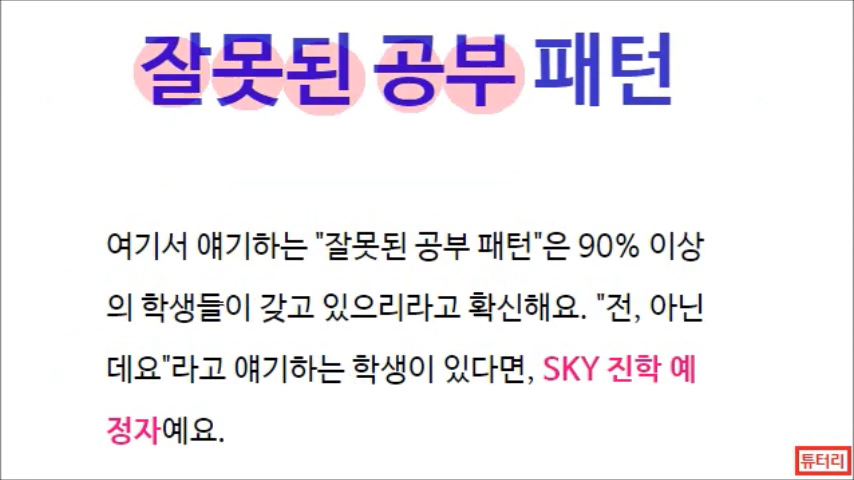 잘못된 공부 패턴
여기서 얘기하는 "잘못된 공부 패턴"은 90% 이상
의 학생들이 갖고 있으리라고 확신해요. "전, 아닌
데요"라고 얘기하는 학생이 있다면, SKY 진학 예
정자예요.
튜터리